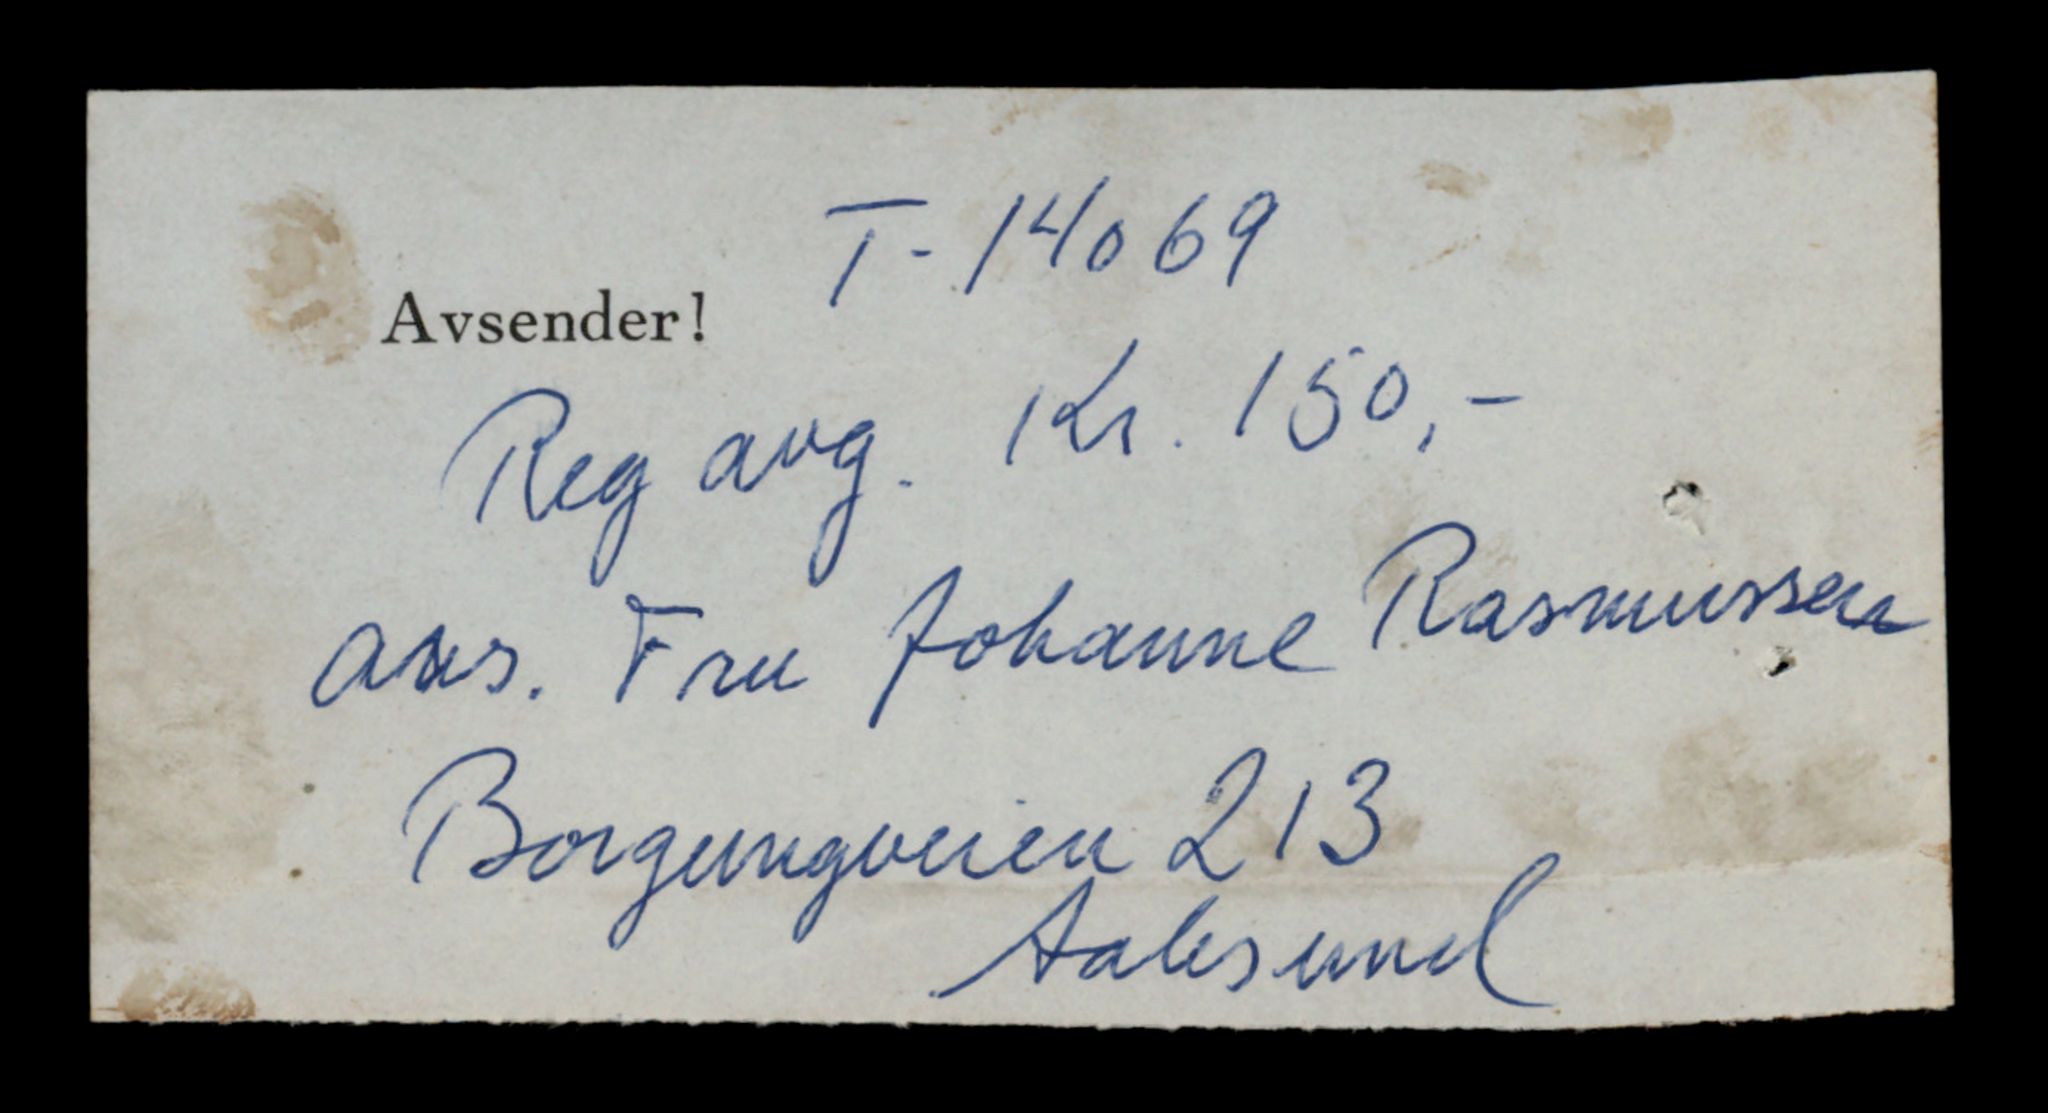 T-14069
Avsender!
Reg avg. Kr. 150,-
avs. Fru Johanne Rasmussen
Borgundveien 213
Aalesund